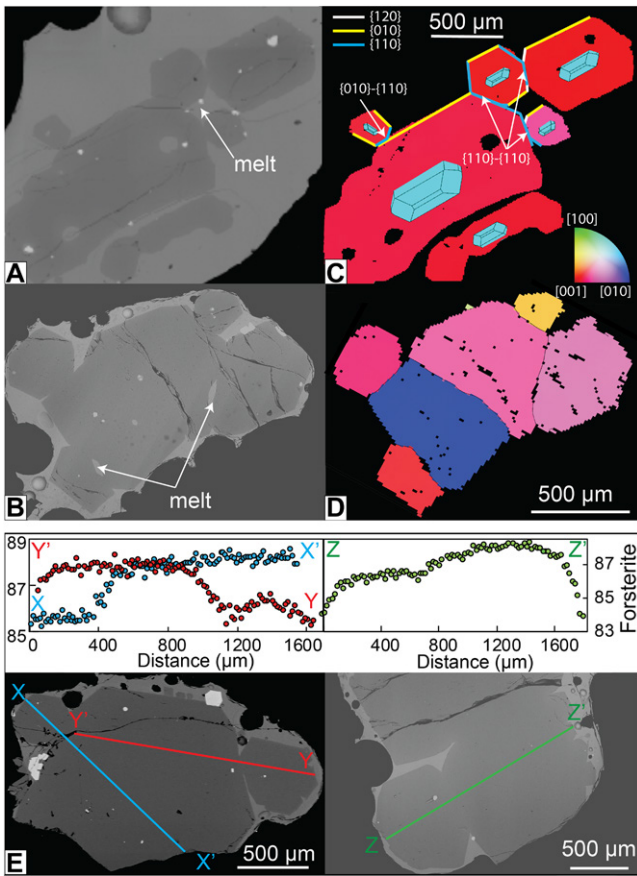 melt
A
{120}
{010}
{110}
500 µm
{010}-{110}
{110}-{110}
[100]
[001]
[010]
C
melt
B
500 µm
D
89
87
85
Y'
X'
X
Y
0
400
800
1200
1600
Distance (µm)
Z
Z'
87
85
83
Forsterite
400
800
1200
1600
Distance (µm)
X
Y'
Y
X'
500 µm
E
Z'
Z
500 µm